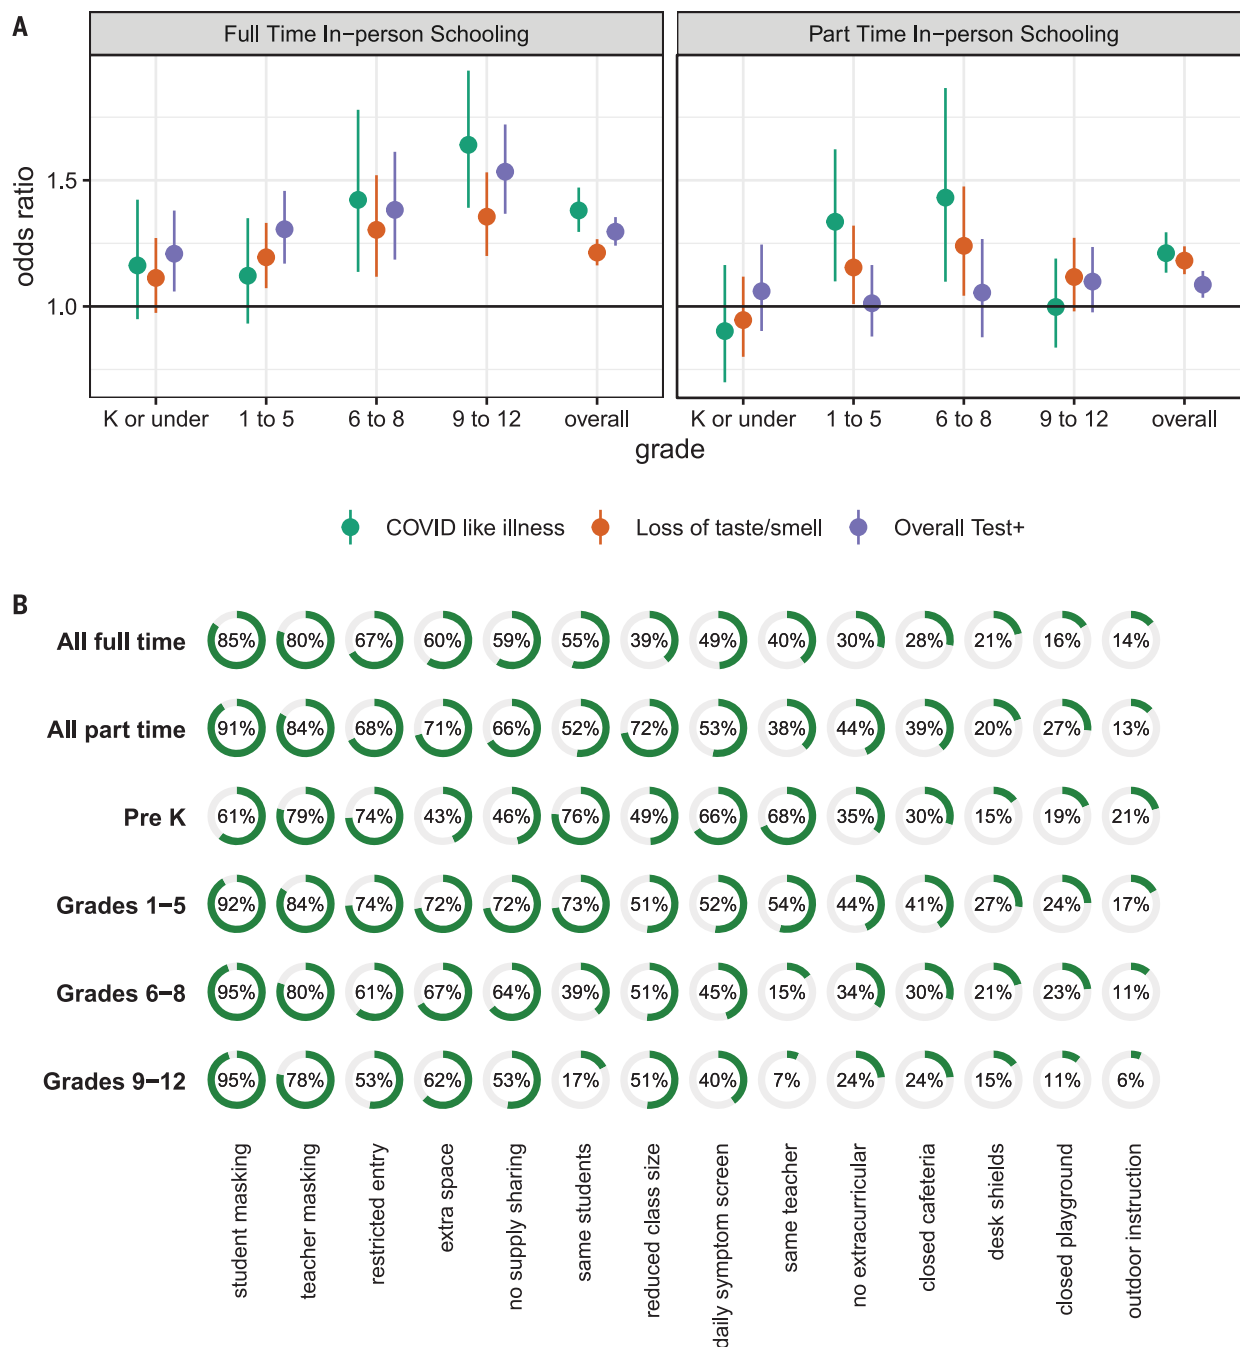 A
Full Time In−person Schooling
Part Time In−person Schooling
odds ratio
1.5
1.0
K or under 1 to 5 6 to 8 9 to 12 overall
K or under 1 to 5 6 to 8 9 to 12 overall
grade
COVID like illness Loss of taste/smell Overall Test+
B
All full time 85% 80% 67% 60% 59% 55% 39% 49% 40% 30% 28% 21% 16% 14%
All part time 91% 84% 68% 71% 66% 52% 72% 53% 38% 44% 39% 20% 27% 13%
Pre K 61% 79% 74% 43% 46% 76% 49% 66% 68% 35% 30% 15% 19% 21%
Grades 1−5 92% 84% 74% 72% 72% 73% 51% 52% 54% 44% 41% 27% 24% 17%
Grades 6−8 95% 80% 61% 67% 64% 39% 51% 45% 15% 34% 30% 21% 23% 11%
Grades 9−12 95% 78% 53% 62% 53% 17% 51% 40% 7% 24% 24% 15% 11% 6%
student masking
teacher masking
restricted entry
extra space
no supply sharing
same students
reduced class size
daily symptom screen
same teacher
no extracurricular
closed cafeteria
desk shields
closed playground
outdoor instruction